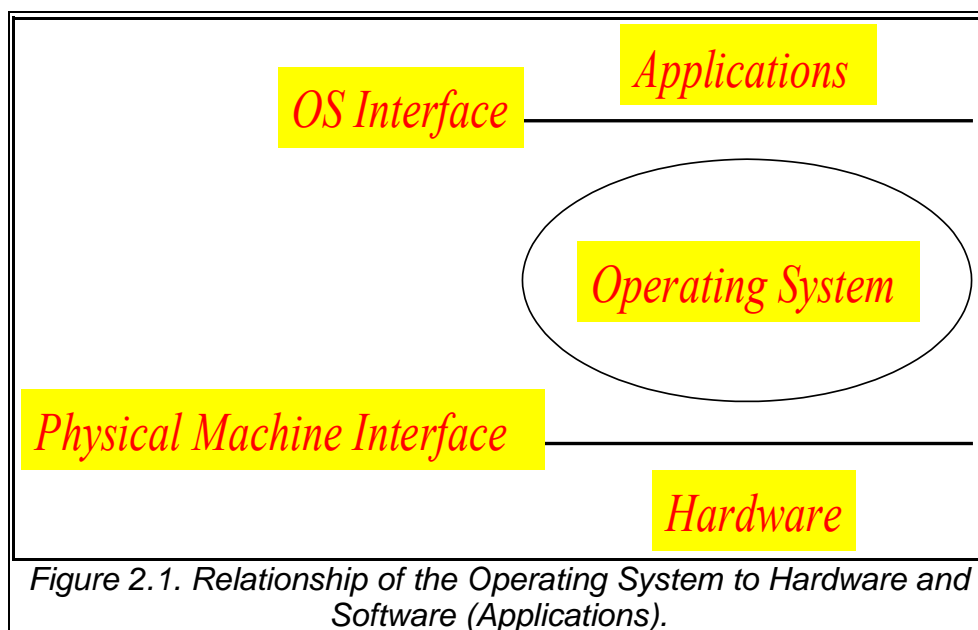 Applications
OS Interface
Operating System
Physical Machine Interface
Hardware
Figure 2.1. Relationship of the Operating System to Hardware and
Software (Applications).